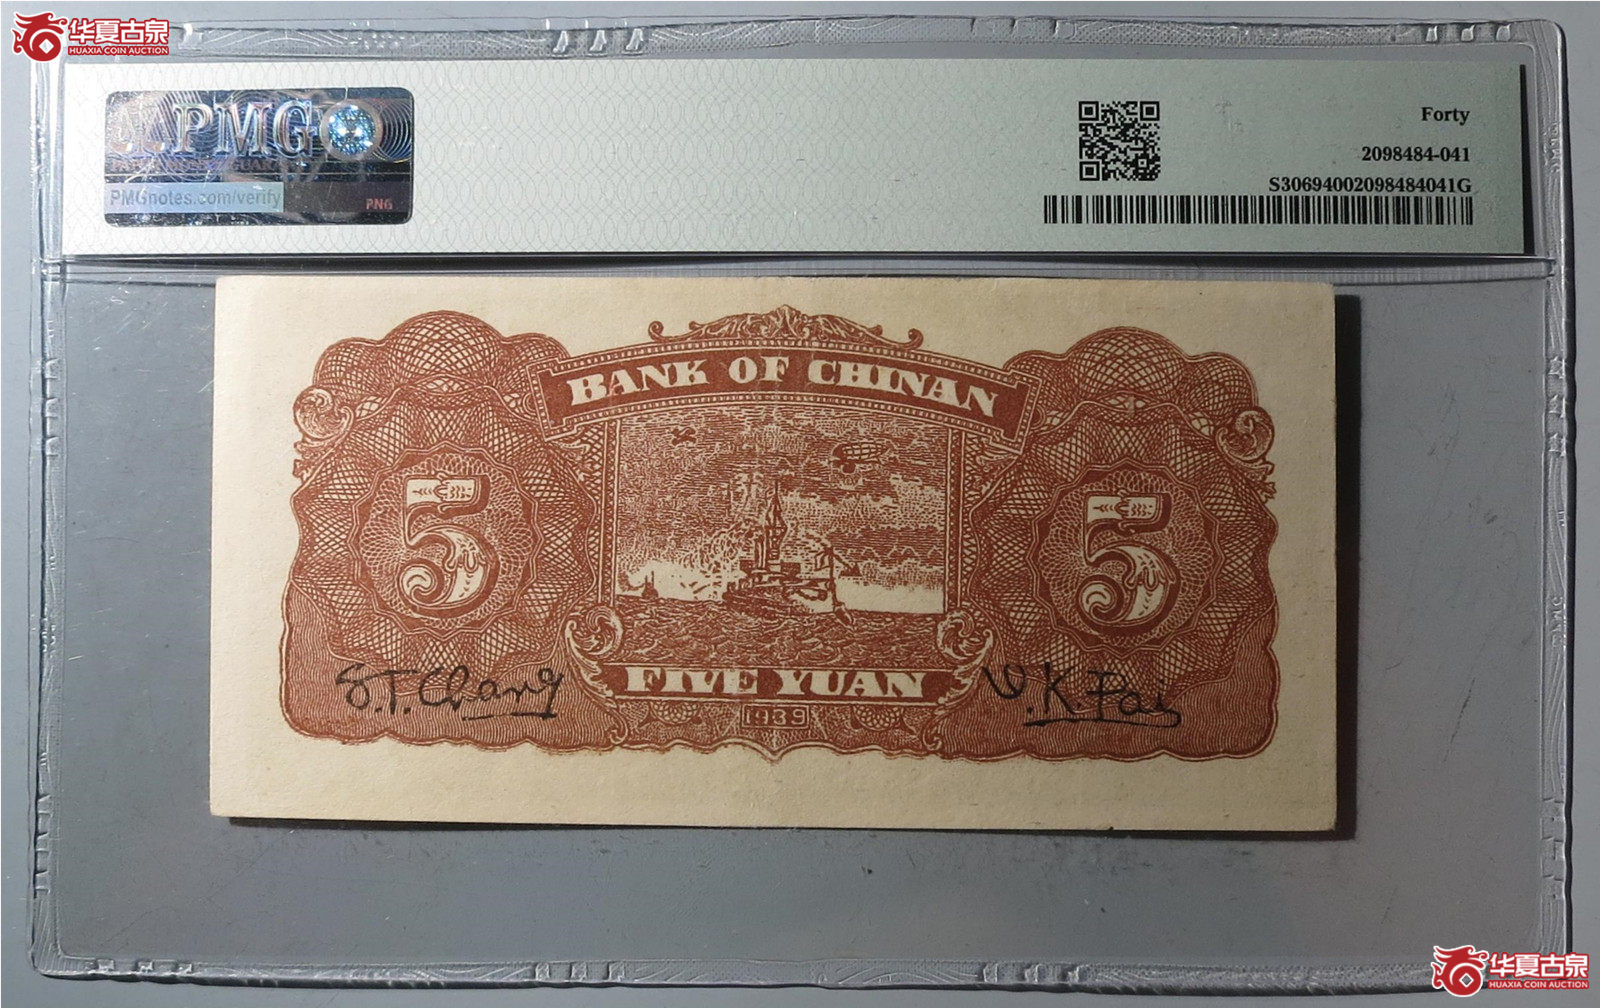 华夏古泉
HUAXIA COIN AUCTION
PMG
PMGnotes.com/verify
PNG
Forty
2098484-041
S30694002098484041G
BANK OF CHINAN
5
5
FIVE YUAN
1939
S.T. Chang
V.K. Pai
华夏古泉
HUAXIA COIN AUCTION